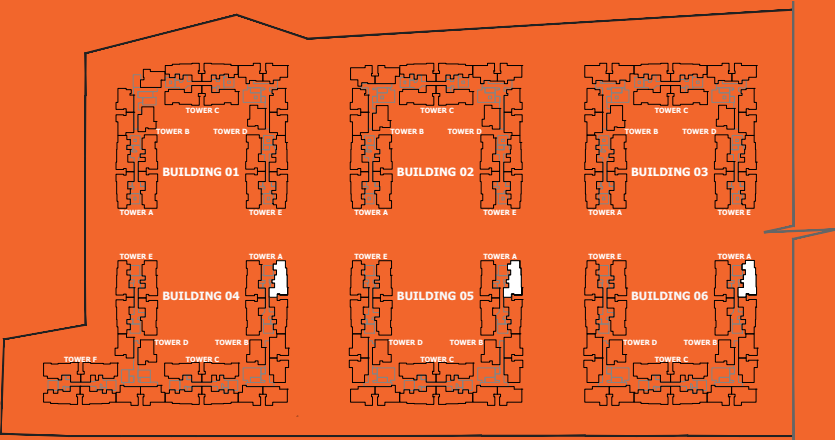 TOWER C
TOWER B TOWER D
BUILDING 01
TOWER A TOWER E
TOWER C
TOWER B TOWER D
BUILDING 02
TOWER A TOWER E
TOWER C
TOWER B TOWER D
BUILDING 03
TOWER A TOWER E
TOWER E TOWER A
BUILDING 04
TOWER D TOWER B
TOWER F TOWER C
TOWER E TOWER A
BUILDING 05
TOWER D TOWER B
TOWER C
TOWER E TOWER A
BUILDING 06
TOWER D TOWER B
TOWER C